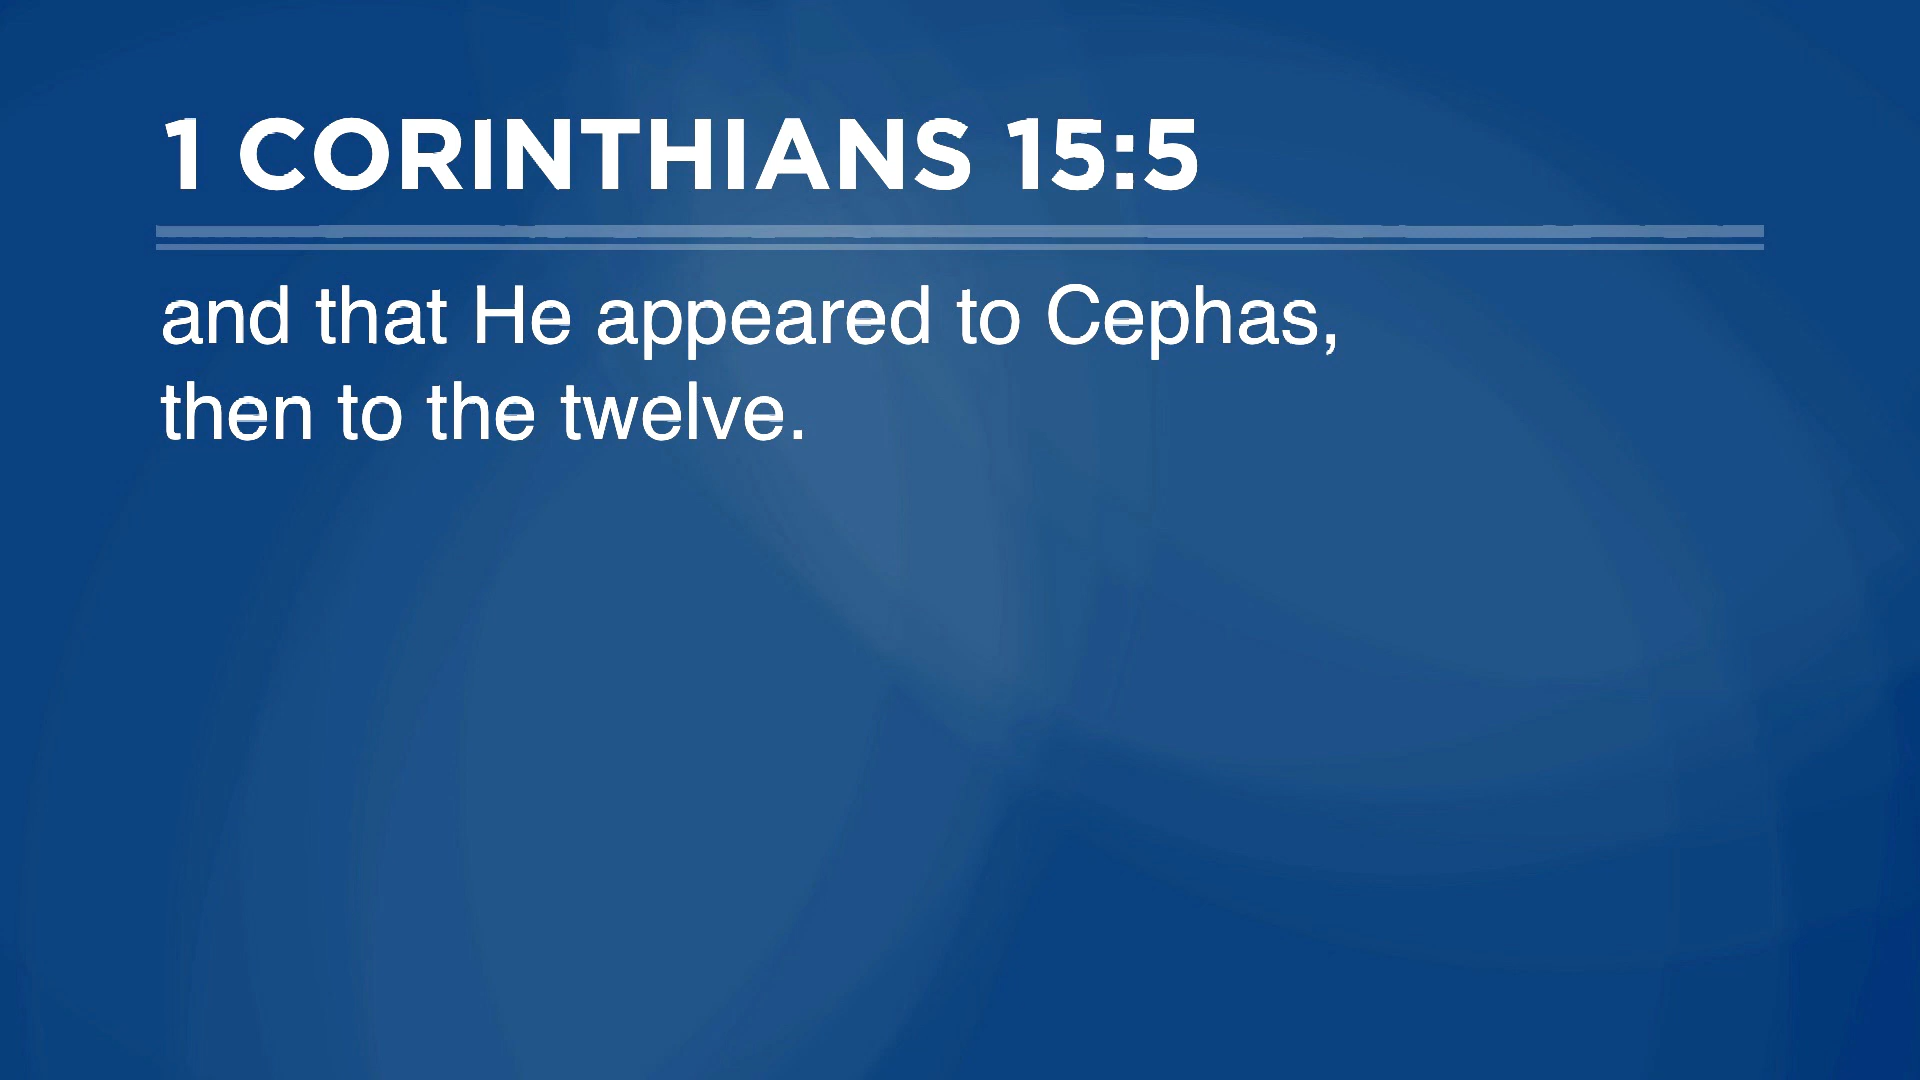 1 CORINTHIANS 15:5
and that He appeared to Cephas,
then to the twelve.